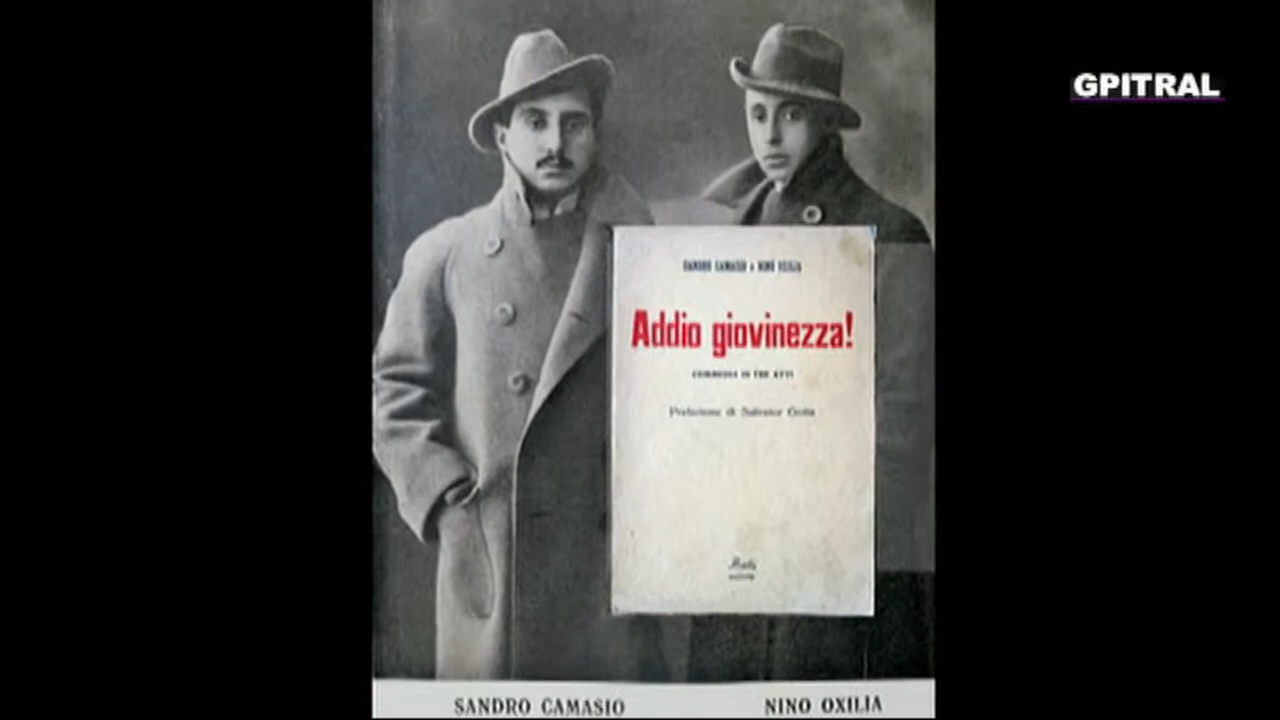 GPITRAL
SANDRO CAMASIO e NINO OXILIA
Addio giovinezza!
COMMEDIA IN TRE ATTI
Prefazione di Salvator Gotta
SANDRO CAMASIO
NINO OXILIA